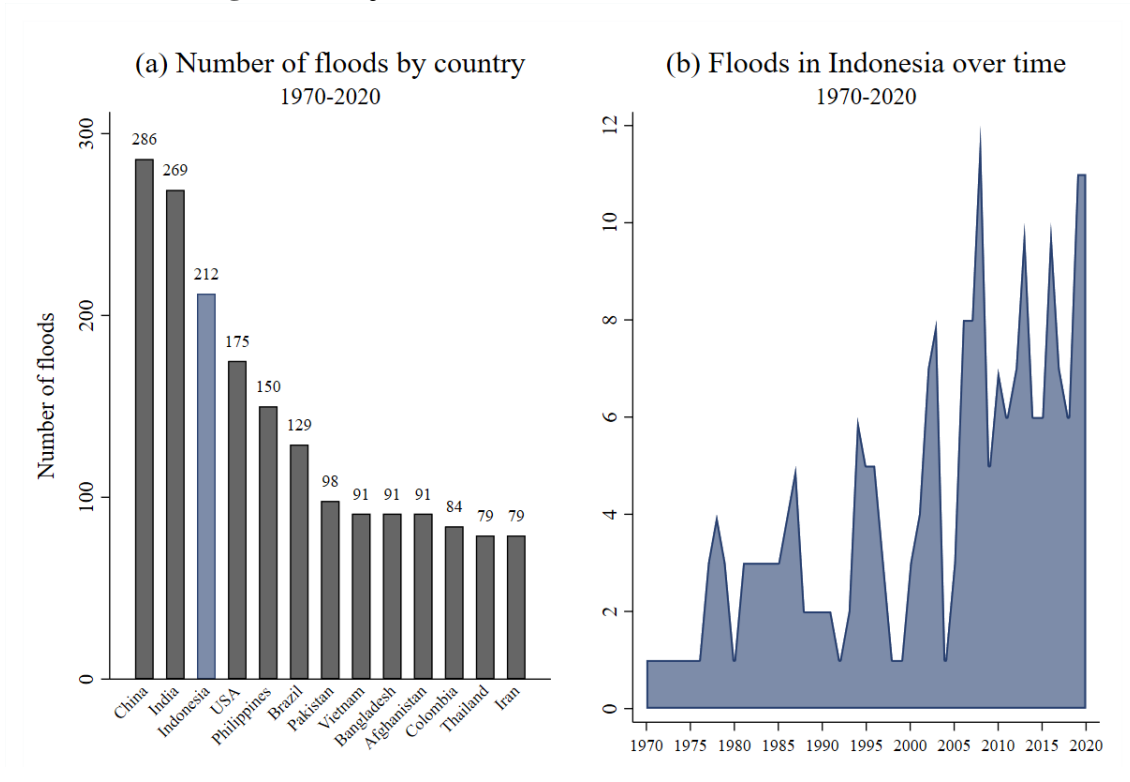 (a) Number of floods by country
1970-2020
Number of floods
300
200
100
0
286
269
212
175
150
129
98
91
91
91
84
79
79
China
India
Indonesia
USA
Philippines
Brazil
Pakistan
Vietnam
Bangladesh
Afghanistan
Colombia
Thailand
Iran
(b) Floods in Indonesia over time
1970-2020
12
10
8
6
4
2
0
1970 1975 1980 1985 1990 1995 2000 2005 2010 2015 2020